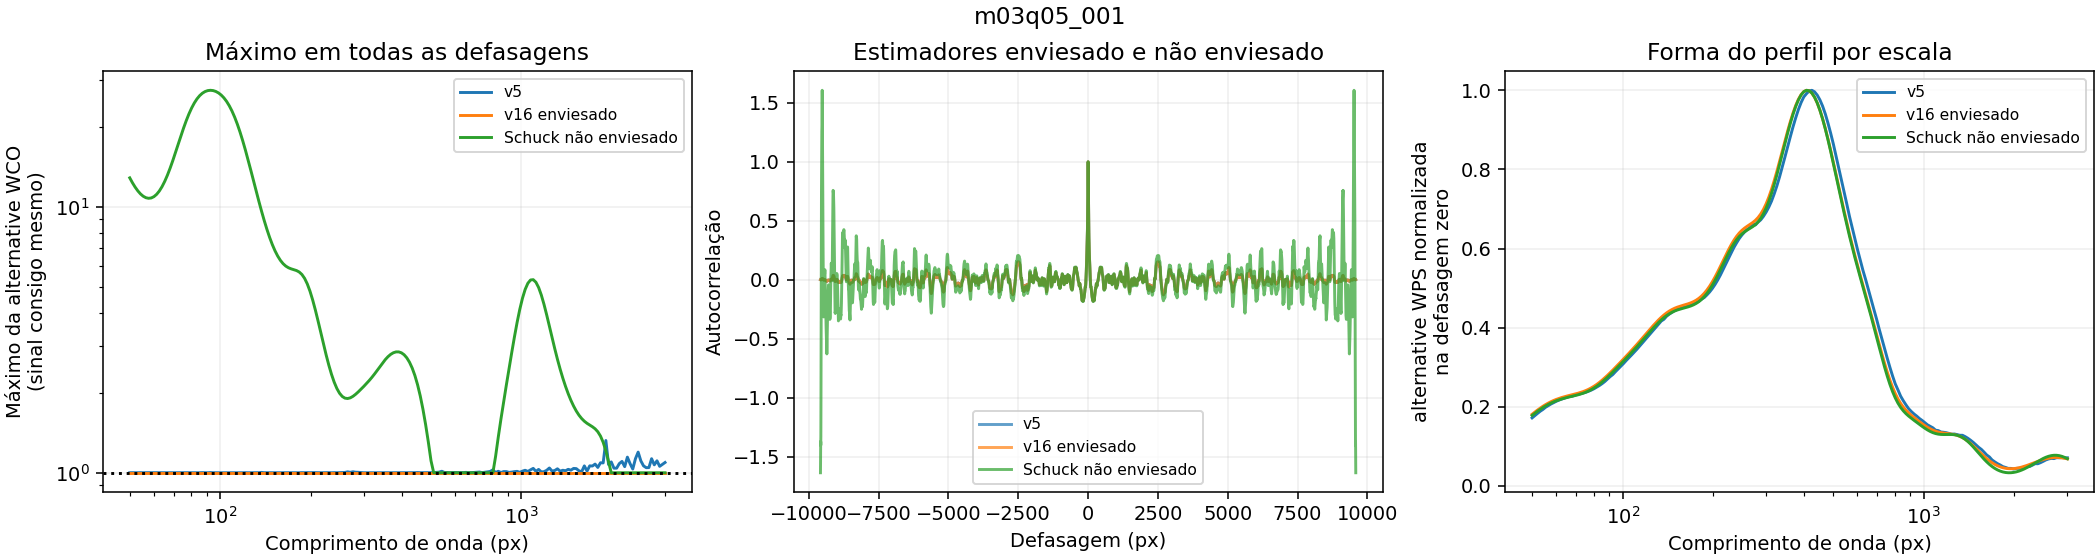 m03q05_001
Máximo em todas as defasagens
Máximo da alternative WCO
(sinal consigo mesmo)
10¹
10⁰
v5
v16 enviesado
Schuck não enviesado
10²
10³
Comprimento de onda (px)
Estimadores enviesado e não enviesado
Autocorrelação
1.5
1.0
0.5
0.0
−0.5
−1.0
−1.5
v5
v16 enviesado
Schuck não enviesado
−10000 −7500 −5000 −2500 0 2500 5000 7500 10000
Defasagem (px)
Forma do perfil por escala
alternative WPS normalizada
na defasagem zero
1.0
0.8
0.6
0.4
0.2
0.0
v5
v16 enviesado
Schuck não enviesado
10²
10³
Comprimento de onda (px)